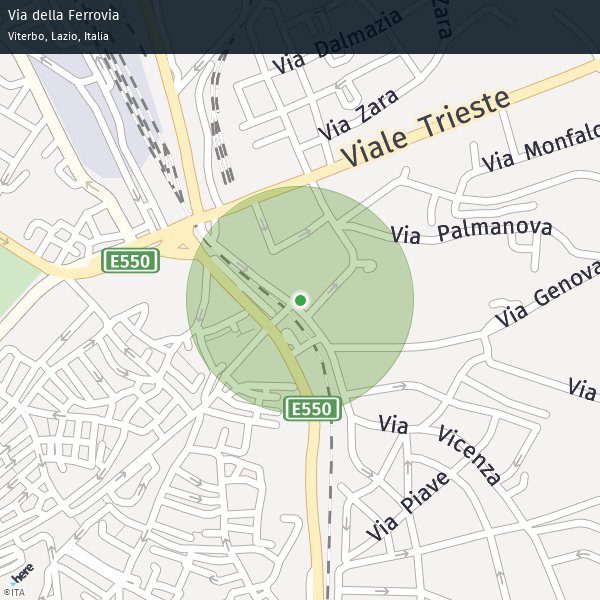 Via della Ferrovia
Viterbo, Lazio, Italia
Via Dalmazia
Zara
Via Zara
Viale Trieste
Via Monfalc
Via Palmanova
E550
Via Genova
Via
E550
Via Vicenza
Via Piave
here
©ITA